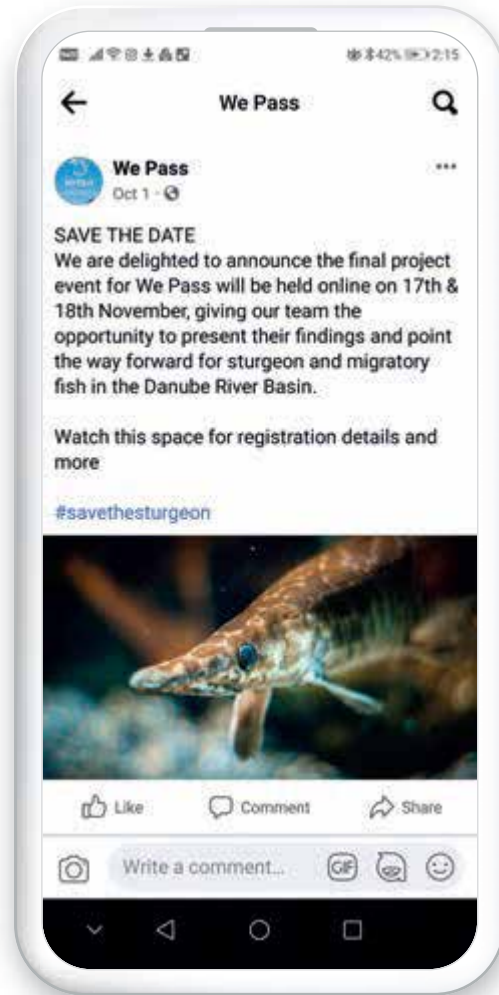 42% 2:15
We Pass
We Pass
Oct 1 ·
SAVE THE DATE
We are delighted to announce the final project
event for We Pass will be held online on 17th &
18th November, giving our team the
opportunity to present their findings and point
the way forward for sturgeon and migratory
fish in the Danube River Basin.
Watch this space for registration details and
more
#savethesturgeon
Like Comment Share
Write a comment... GIF